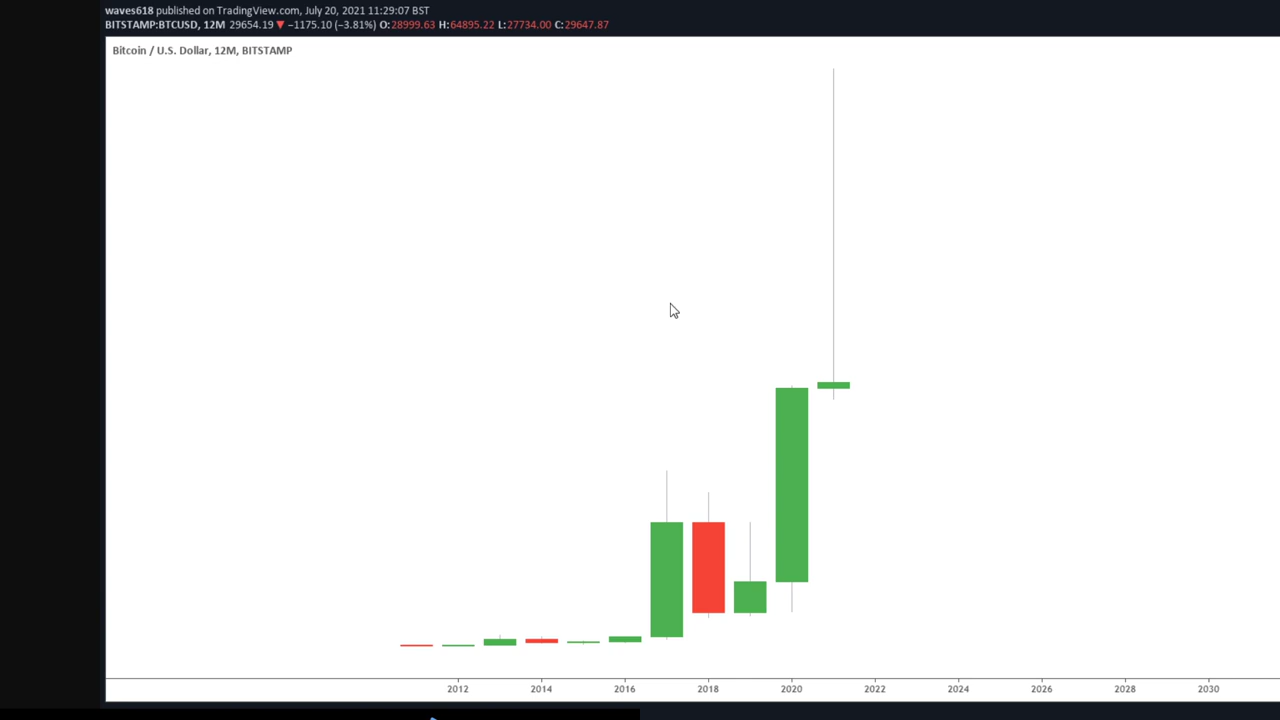 waves618 published on TradingView.com, July 20, 2021 11:29:07 BST
BITSTAMP:BTCUSD, 12M 29654.19 ▼ −1175.10 (−3.81%) O:28999.63 H:64895.22 L:27734.00 C:29647.87
Bitcoin / U.S. Dollar, 12M, BITSTAMP
2012 2014 2016 2018 2020 2022 2024 2026 2028 2030